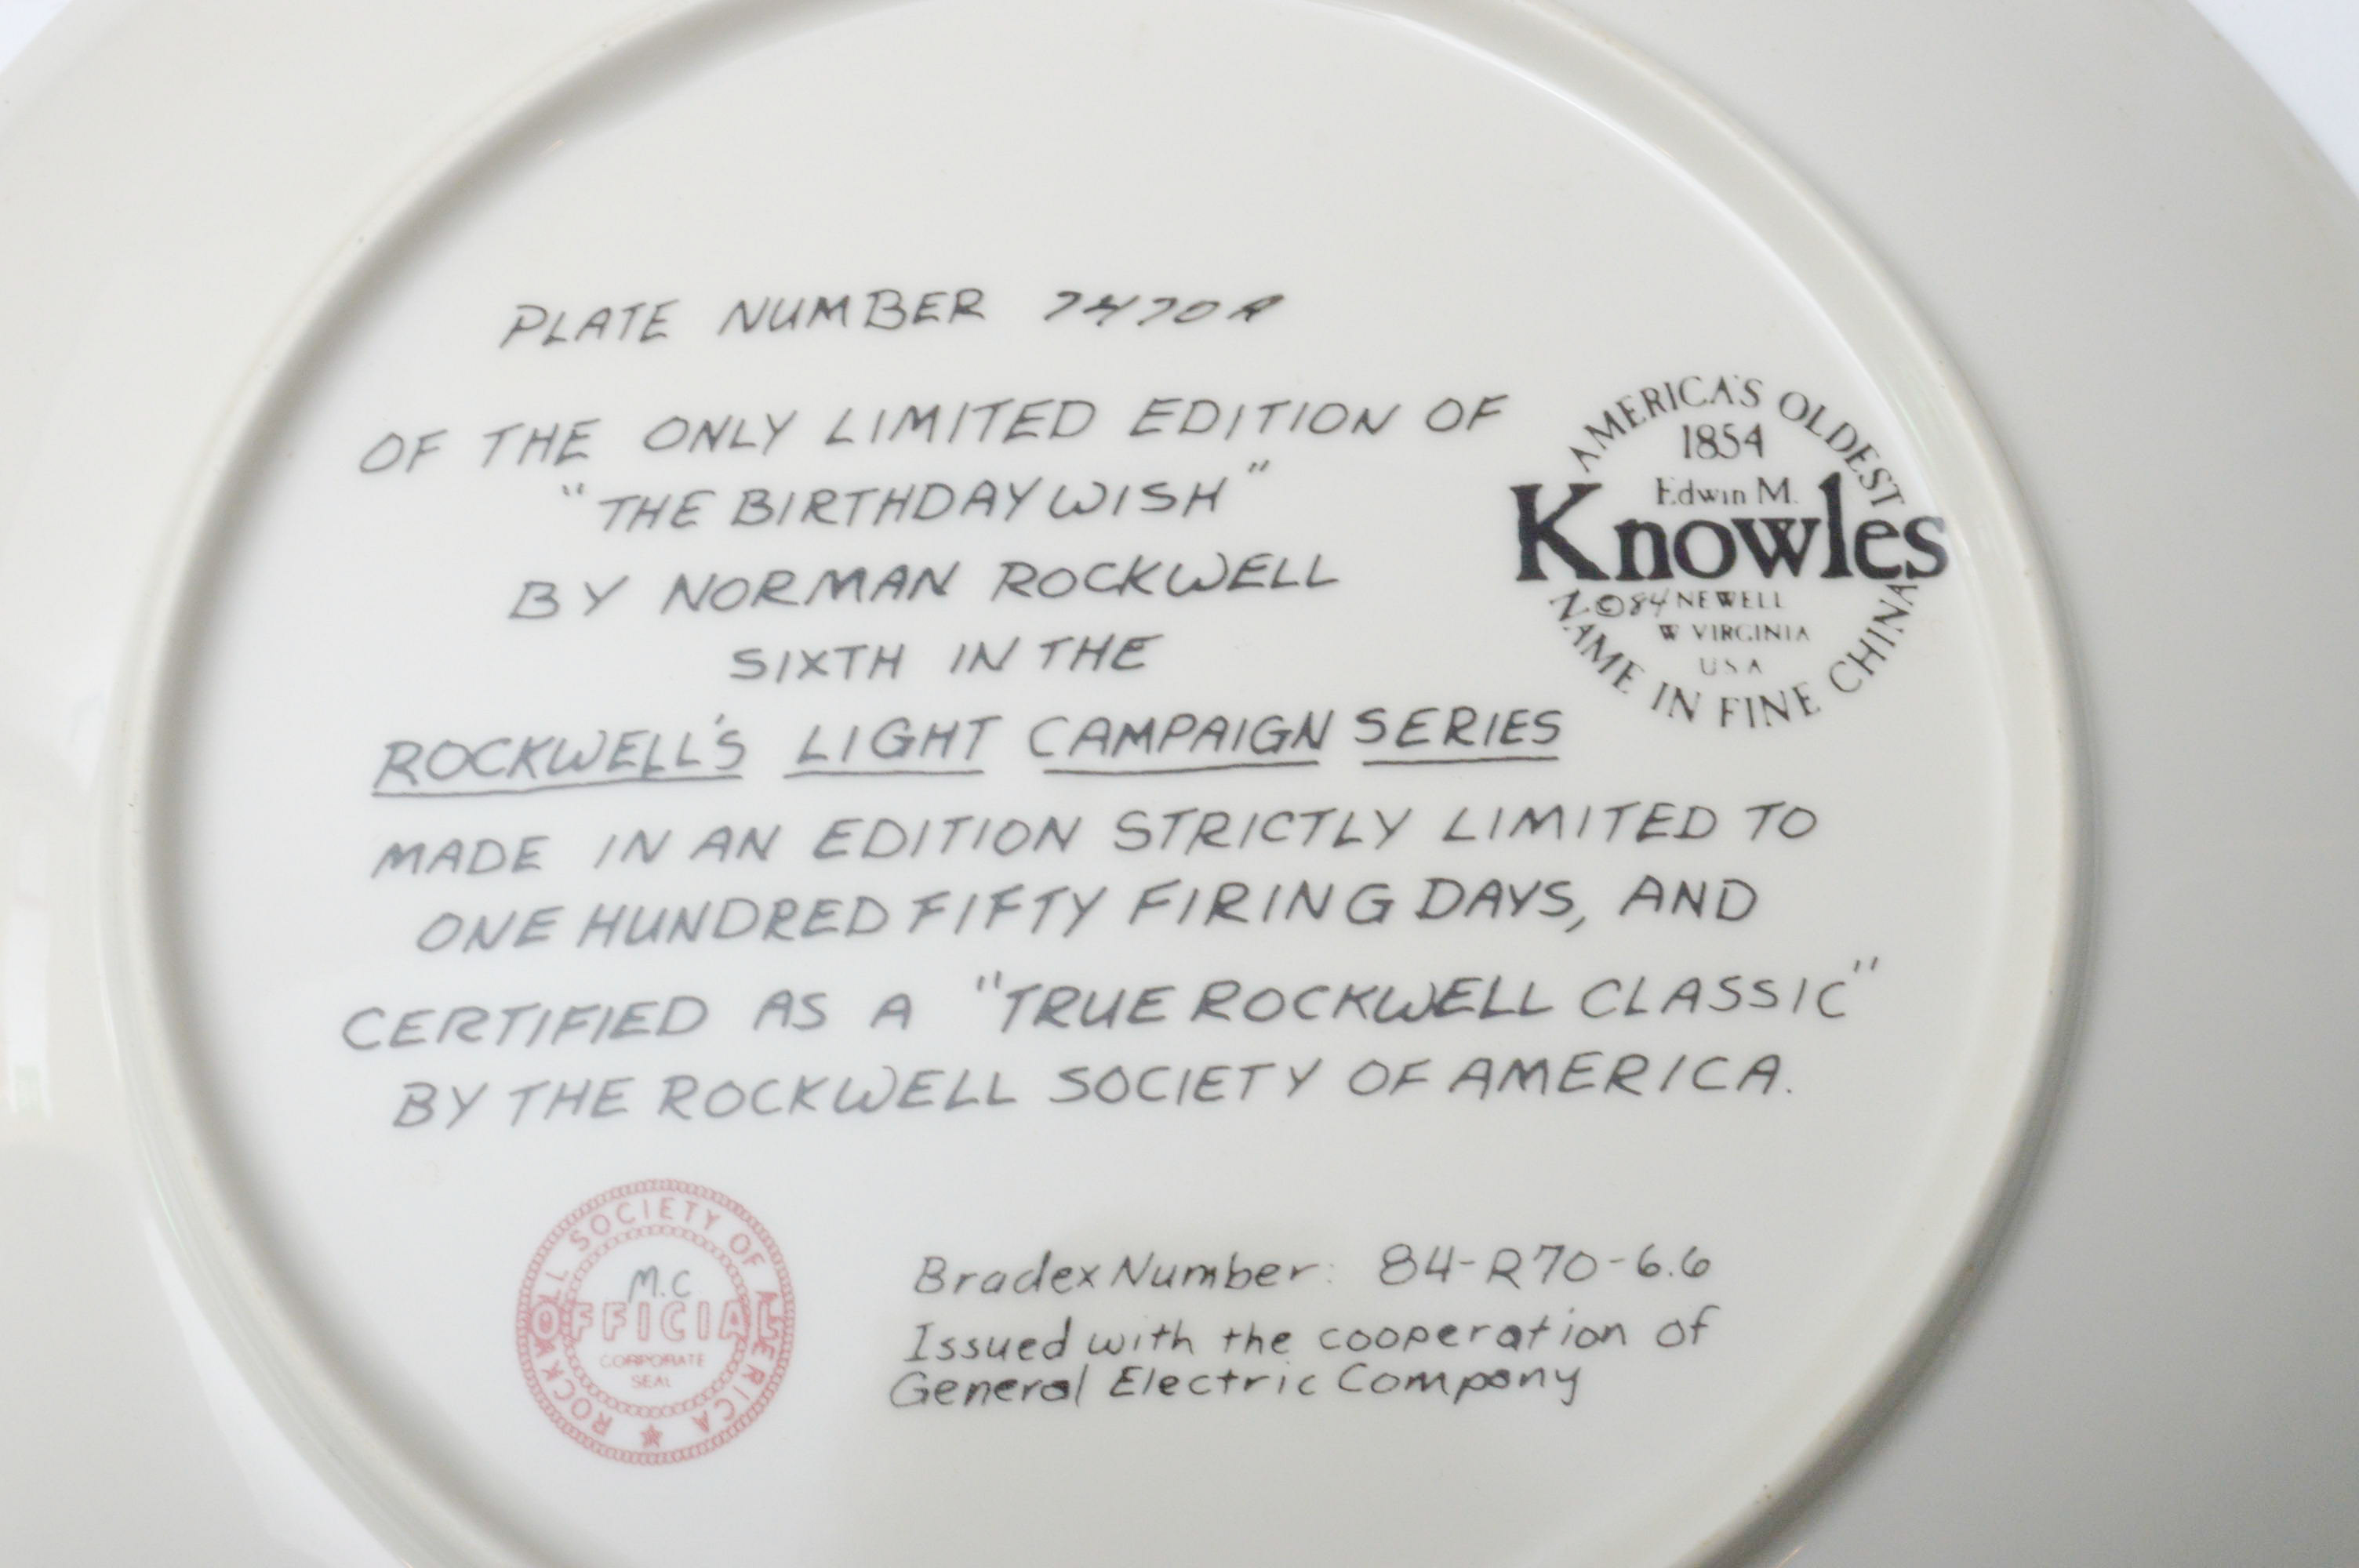 PLATE NUMBER 7470A
OF THE ONLY LIMITED EDITION OF
"THE BIRTHDAY WISH"
BY NORMAN ROCKWELL
SIXTH IN THE
ROCKWELL'S LIGHT CAMPAIGN SERIES
MADE IN AN EDITION STRICTLY LIMITED TO
ONE HUNDRED FIFTY FIRING DAYS, AND
CERTIFIED AS A "TRUE ROCKWELL CLASSIC"
BY THE ROCKWELL SOCIETY OF AMERICA.
AMERICA'S OLDEST
1854
Edwin M.
Knowles
©84 NEWELL
W VIRGINIA
USA
NAME IN FINE CHINA
ROCKWELL SOCIETY OF AMERICA
M.C
OFFICIAL
CORPORATE
SEAL
Bradex Number: 84-R70-6.6
Issued with the cooperation of
General Electric Company